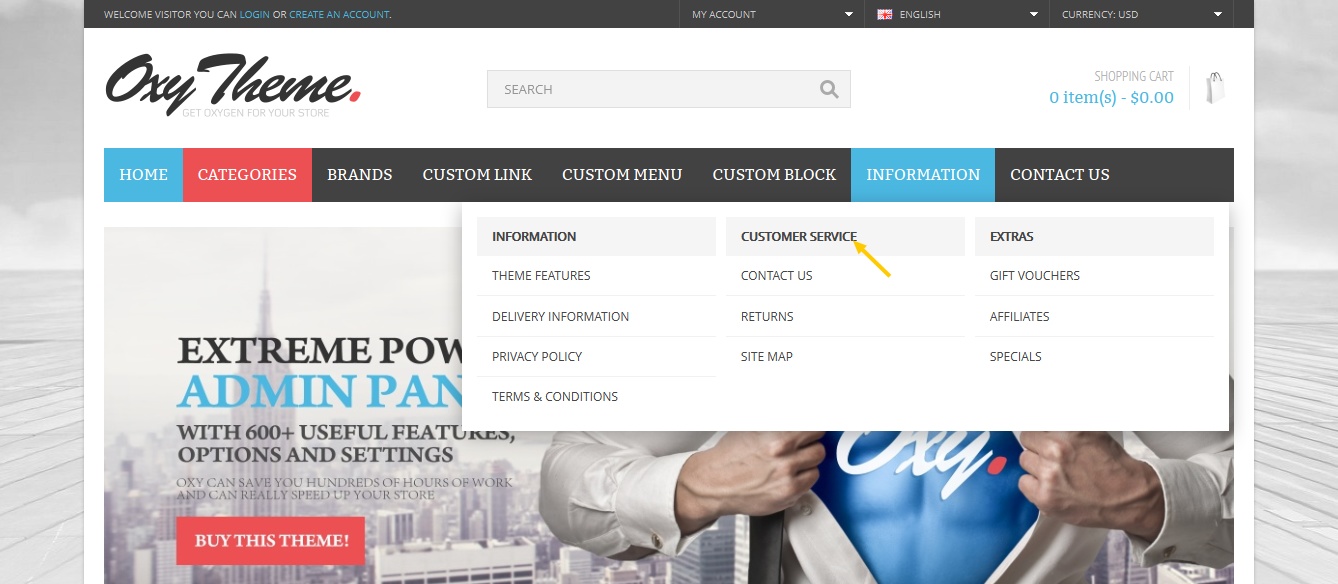 WELCOME VISITOR YOU CAN LOGIN OR CREATE AN ACCOUNT.
MY ACCOUNT
ENGLISH
CURRENCY: USD
Oxy Theme.
GET OXYGEN FOR YOUR STORE
SEARCH
SHOPPING CART
0 item(s) - $0.00
HOME
CATEGORIES
BRANDS
CUSTOM LINK
CUSTOM MENU
CUSTOM BLOCK
INFORMATION
CONTACT US
INFORMATION
THEME FEATURES
DELIVERY INFORMATION
PRIVACY POLICY
TERMS & CONDITIONS
CUSTOMER SERVICE
CONTACT US
RETURNS
SITE MAP
EXTRAS
GIFT VOUCHERS
AFFILIATES
SPECIALS
EXTREME POW
ADMIN PAN
WITH 600+ USEFUL FEATURES,
OPTIONS AND SETTINGS
OXY CAN SAVE YOU HUNDREDS OF HOURS OF WORK
AND CAN REALLY SPEED UP YOUR STORE
BUY THIS THEME!
Oxy.